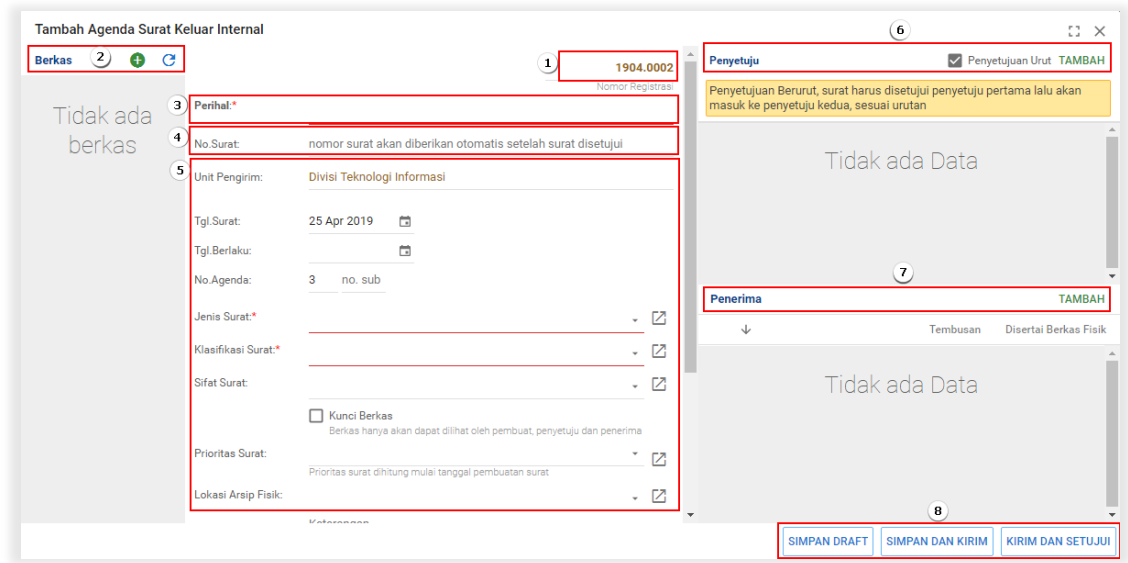 Tambah Agenda Surat Keluar Internal
6
Berkas 2
1
1904.0002
Nomor Registrasi
3 Perihal:*
4 No.Surat: nomor surat akan diberikan otomatis setelah surat disetujui
5
Unit Pengirim: Divisi Teknologi Informasi
Tgl.Surat: 25 Apr 2019
Tgl.Berlaku:
No.Agenda: 3 no. sub
Jenis Surat:*
Klasifikasi Surat:*
Sifat Surat:
Kunci Berkas
Berkas hanya akan dapat dilihat oleh pembuat, penyetuju dan penerima
Prioritas Surat:
Prioritas surat dihitung mulai tanggal pembuatan surat
Lokasi Arsip Fisik:
Keterangan
Tidak ada
berkas
Penyetuju Penyetujuan Urut TAMBAH
Penyetujuan Berurut, surat harus disetujui penyetuju pertama lalu akan
masuk ke penyetuju kedua, sesuai urutan
Tidak ada Data
7
Penerima TAMBAH
Tembusan Disertai Berkas Fisik
Tidak ada Data
8
SIMPAN DRAFT SIMPAN DAN KIRIM KIRIM DAN SETUJUI